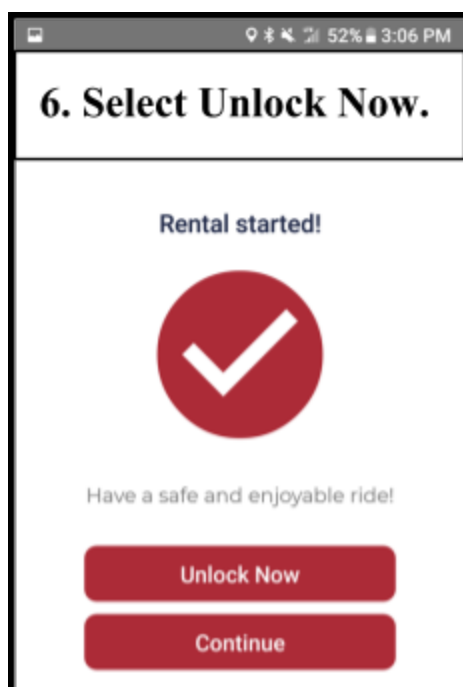 52% 3:06 PM
6. Select Unlock Now.
Rental started!
Have a safe and enjoyable ride!
Unlock Now
Continue